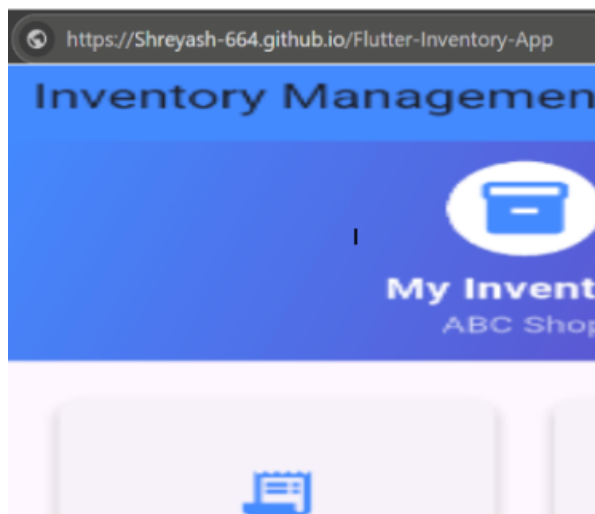 https://Shreyash-664.github.io/Flutter-Inventory-App
Inventory Managemen
My Invent
ABC Shop